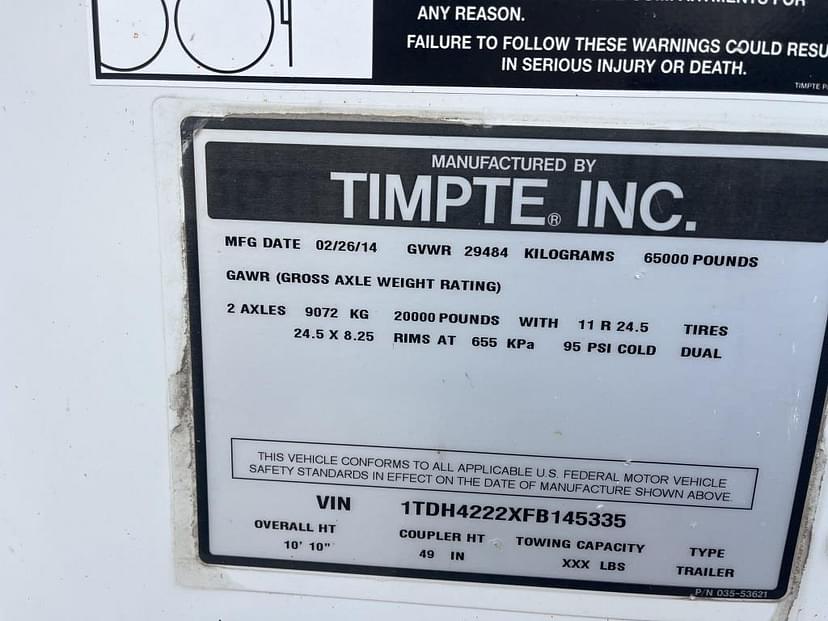 ANY REASON.
FAILURE TO FOLLOW THESE WARNINGS COULD
IN SERIOUS INJURY OR DEATH.
TIMPTE
MANUFACTURED BY
TIMPTE® INC.
MFG DATE 02/26/14 GVWR 29484 KILOGRAMS 65000 POUNDS
GAWR (GROSS AXLE WEIGHT RATING)
2 AXLES 9072 KG 20000 POUNDS WITH 11 R 24.5 TIRES
24.5 X 8.25 RIMS AT 655 KPa 95 PSI COLD DUAL
THIS VEHICLE CONFORMS TO ALL APPLICABLE U.S. FEDERAL MOTOR VEHICLE
SAFETY STANDARDS IN EFFECT ON THE DATE OF MANUFACTURE SHOWN ABOVE.
VIN 1TDH4222XFB145335
OVERALL HT COUPLER HT TOWING CAPACITY TYPE
10' 10" 49 IN XXX LBS TRAILER
P/N 035-53621